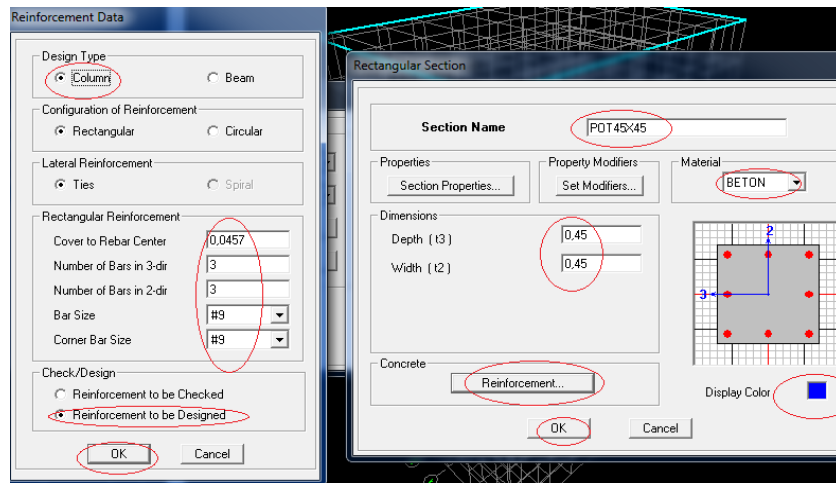 Reinforcement Data
Design Type
Column
Beam
Configuration of Reinforcement
Rectangular
Circular
Lateral Reinforcement
Ties
Spiral
Rectangular Reinforcement
Cover to Rebar Center 0,0457
Number of Bars in 3-dir 3
Number of Bars in 2-dir 3
Bar Size #9
Corner Bar Size #9
Check/Design
Reinforcement to be Checked
Reinforcement to be Designed
OK
Cancel
Rectangular Section
Section Name POT45X45
Properties
Section Properties...
Property Modifiers
Set Modifiers...
Material
BETON
Dimensions
Depth ( t3 ) 0,45
Width ( t2 ) 0,45
2
3
Concrete
Reinforcement...
Display Color
OK
Cancel